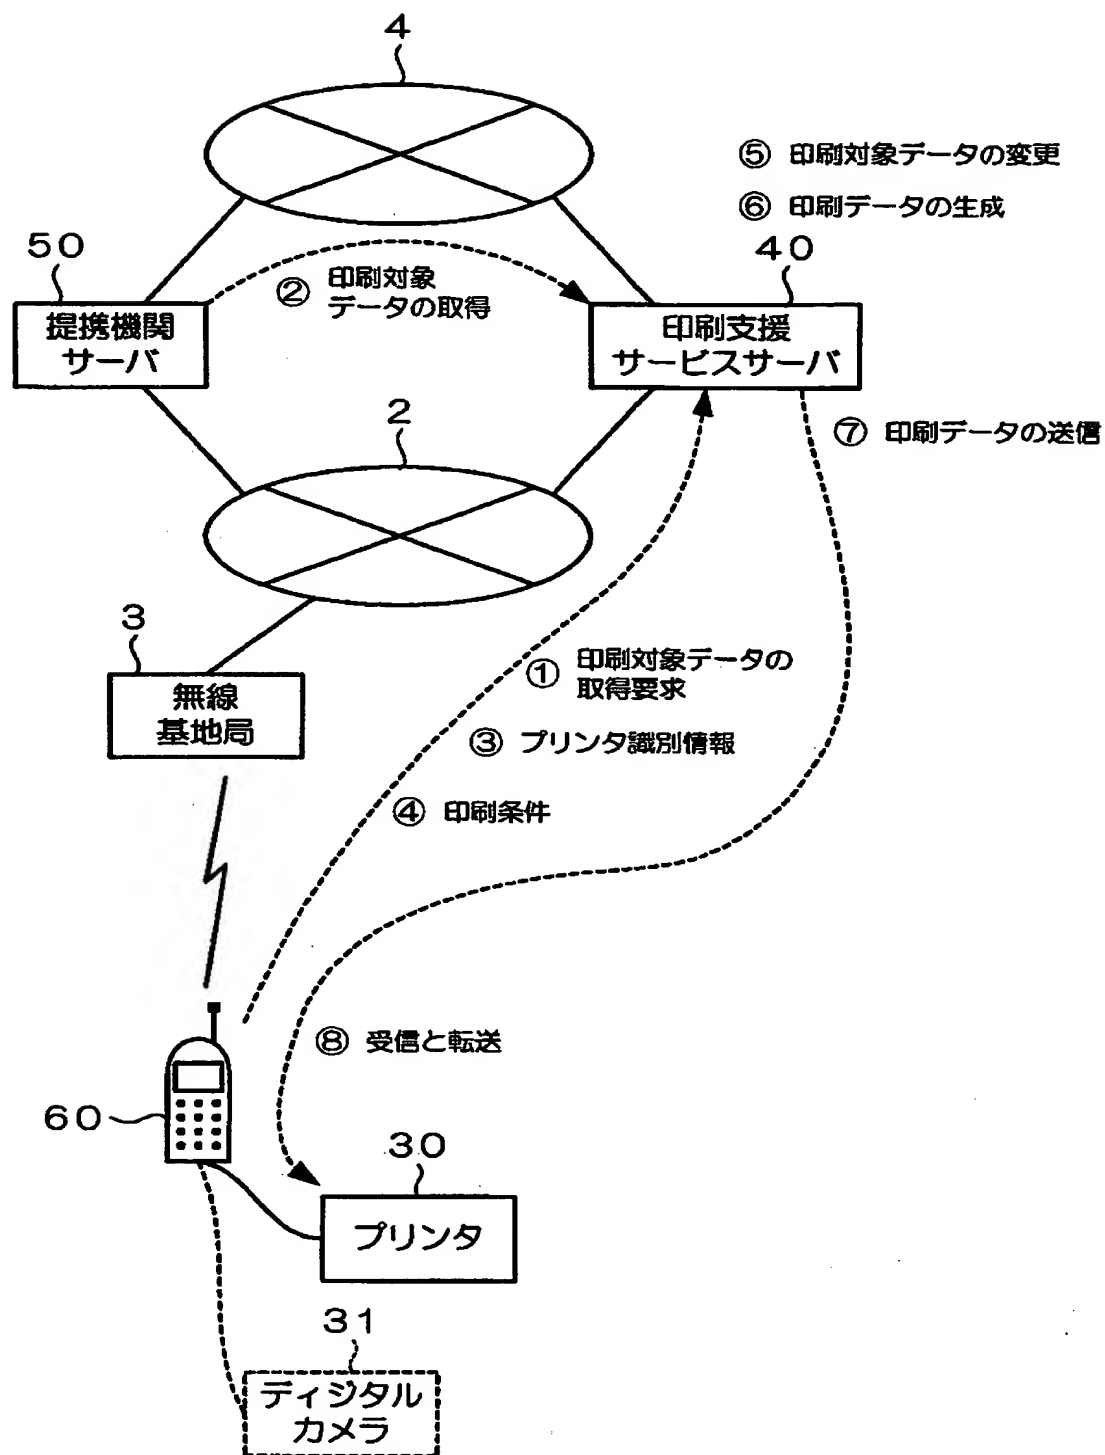 4
⑤ 印刷対象データの変更
⑥ 印刷データの生成
50
40
② 印刷対象
データの取得
提携機関
サーバ
印刷支援
サービスサーバ
2
⑦ 印刷データの送信
3
① 印刷対象データの
取得要求
無線
基地局
③ プリンタ識別情報
④ 印刷条件
⑧ 受信と転送
60
30
プリンタ
31
ディジタル
カメラ